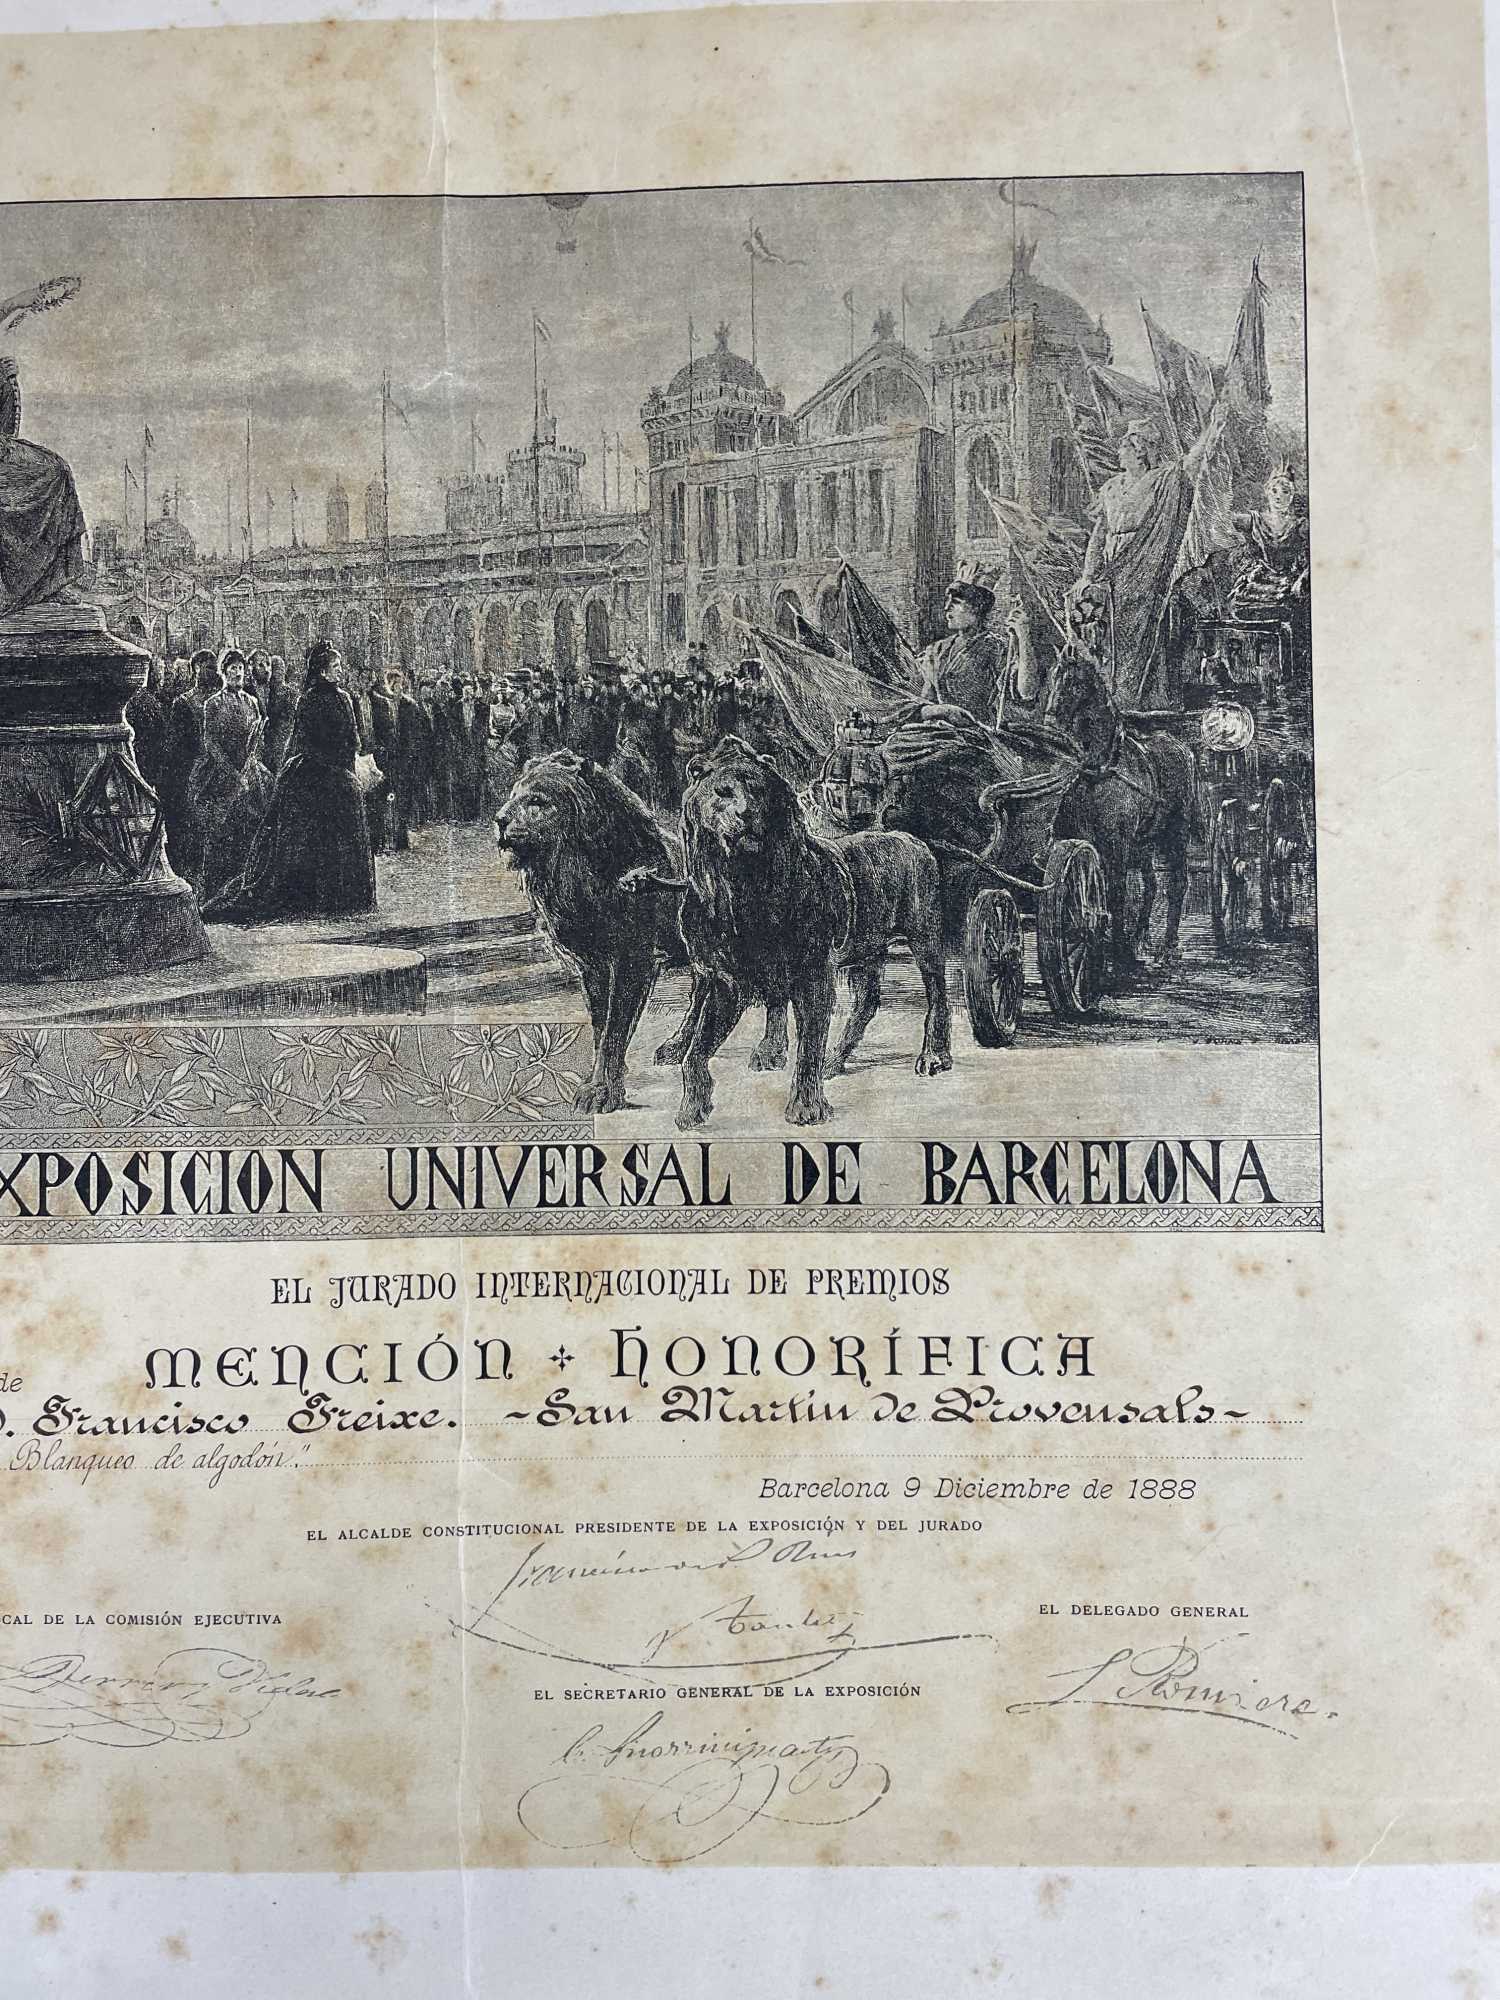 XPOSICION UNIVERSAL DE BARCELONA
EL JURADO INTERNACIONAL DE PREMIOS
de MENCIÓN HONORÍFICA
D. Francisco Freixe. ~San Martín de Provensals~
Blanqueo de algodón."
Barcelona 9 Diciembre de 1888
EL ALCALDE CONSTITUCIONAL PRESIDENTE DE LA EXPOSICIÓN Y DEL JURADO
CAL DE LA COMISIÓN EJECUTIVA
EL DELEGADO GENERAL
EL SECRETARIO GENERAL DE LA EXPOSICIÓN